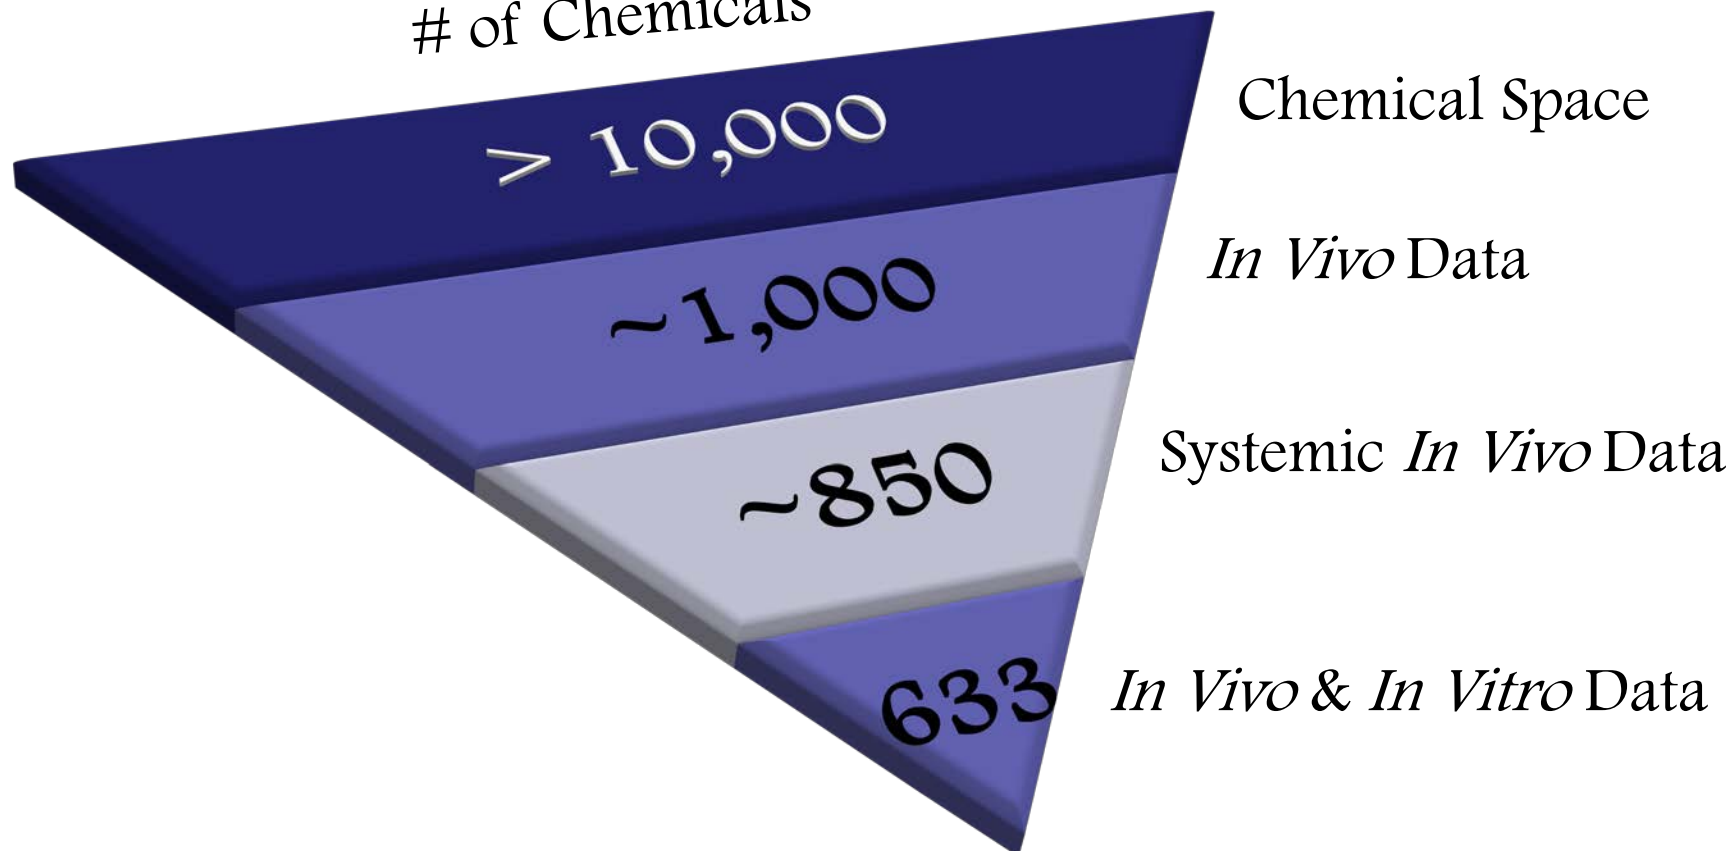 # of Chemicals
> 10,000
Chemical Space
~1,000
In Vivo Data
~850
Systemic In Vivo Data
633
In Vivo & In Vitro Data